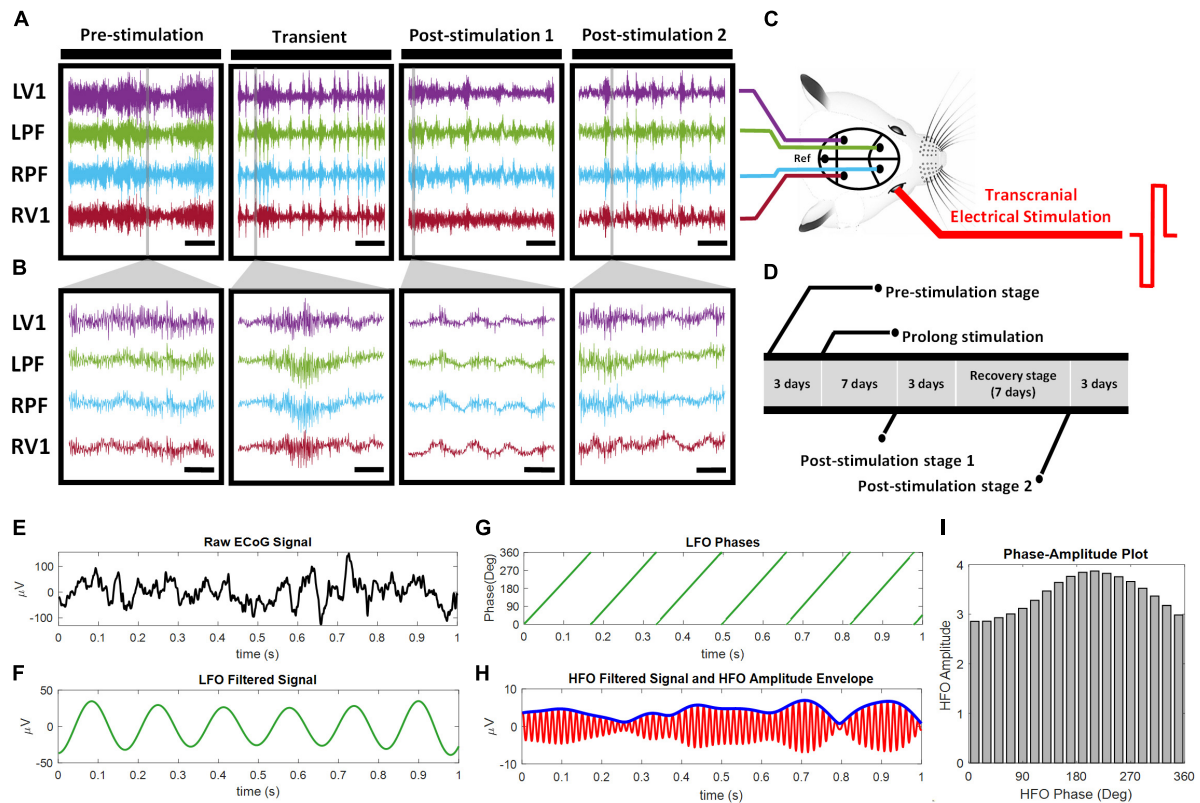 A
Pre-stimulation
Transient
Post-stimulation 1
Post-stimulation 2
LV1
LPF
RPF
RV1
B
LV1
LPF
RPF
RV1
C
Ref
Transcranial
Electrical Stimulation
D
Pre-stimulation stage
Prolong stimulation
3 days
7 days
3 days
Recovery stage
(7 days)
3 days
Post-stimulation stage 1
Post-stimulation stage 2
E
Raw ECoG Signal
µV
100
0
-100
0 0.1 0.2 0.3 0.4 0.5 0.6 0.7 0.8 0.9 1
time (s)
F
LFO Filtered Signal
µV
50
0
-50
0 0.1 0.2 0.3 0.4 0.5 0.6 0.7 0.8 0.9 1
time (s)
G
LFO Phases
Phase(Deg)
360
270
180
90
0
0 0.1 0.2 0.3 0.4 0.5 0.6 0.7 0.8 0.9 1
time (s)
H
HFO Filtered Signal and HFO Amplitude Envelope
µV
10
0
-10
0 0.1 0.2 0.3 0.4 0.5 0.6 0.7 0.8 0.9 1
time (s)
I
Phase-Amplitude Plot
HFO Amplitude
4
3
2
1
0
0 90 180 270 360
HFO Phase (Deg)